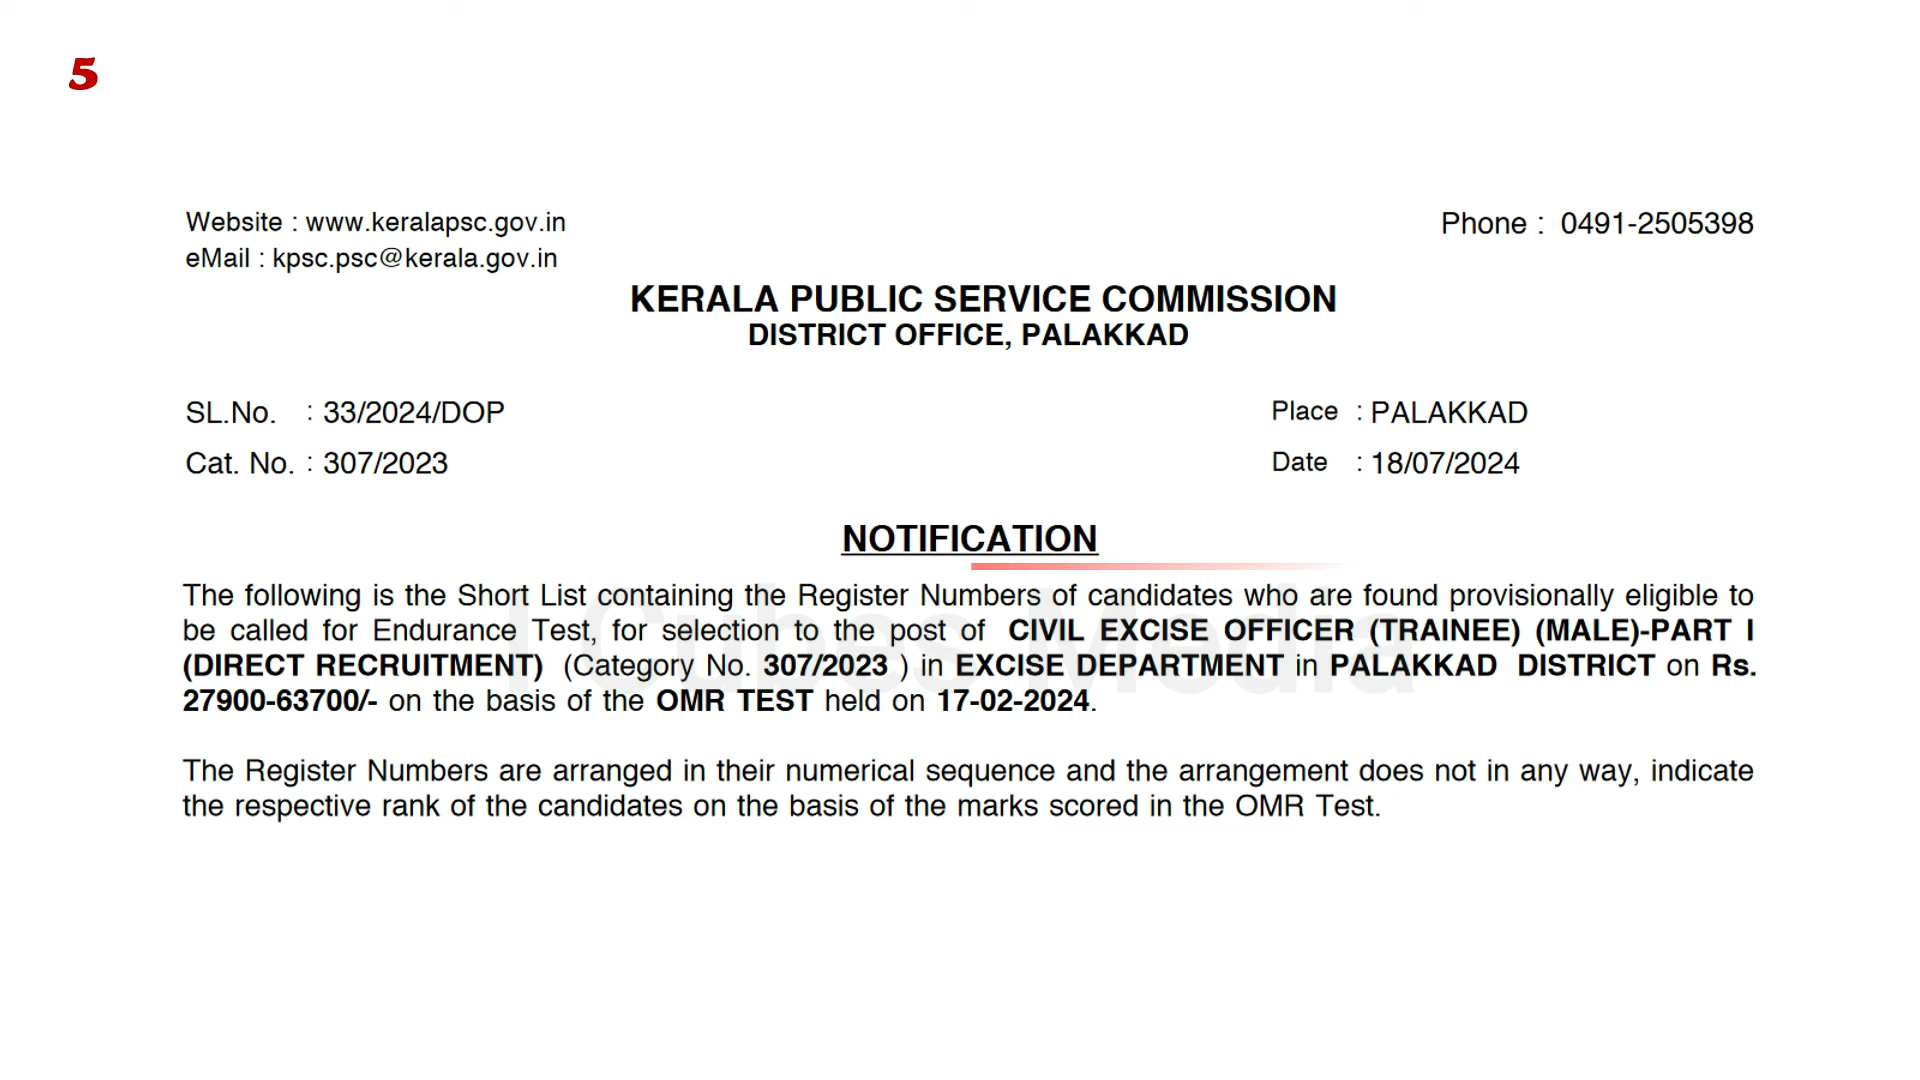 5
Website : www.keralapsc.gov.in
Phone : 0491-2505398
eMail : kpsc.psc@kerala.gov.in
KERALA PUBLIC SERVICE COMMISSION
DISTRICT OFFICE, PALAKKAD
SL.No. : 33/2024/DOP
Place : PALAKKAD
Cat. No. : 307/2023
Date : 18/07/2024
NOTIFICATION
The following is the Short List containing the Register Numbers of candidates who are found provisionally eligible to
be called for Endurance Test, for selection to the post of CIVIL EXCISE OFFICER (TRAINEE) (MALE)-PART I
(DIRECT RECRUITMENT) (Category No. 307/2023 ) in EXCISE DEPARTMENT in PALAKKAD DISTRICT on Rs.
27900-63700/- on the basis of the OMR TEST held on 17-02-2024.
I Cubes Media
The Register Numbers are arranged in their numerical sequence and the arrangement does not in any way, indicate
the respective rank of the candidates on the basis of the marks scored in the OMR Test.